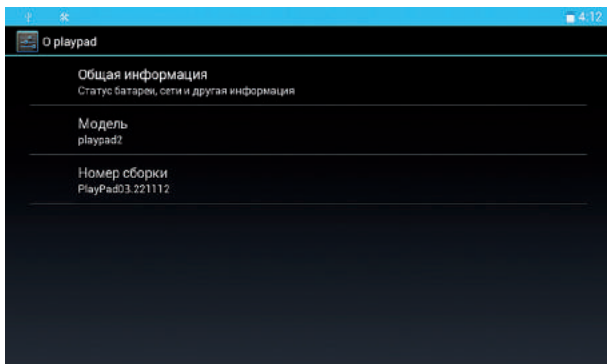 4:12
О playpad
Общая информация
Статус батареи, сети и другая информация
Модель
playpad2
Номер сборки
PlayPad03.221112